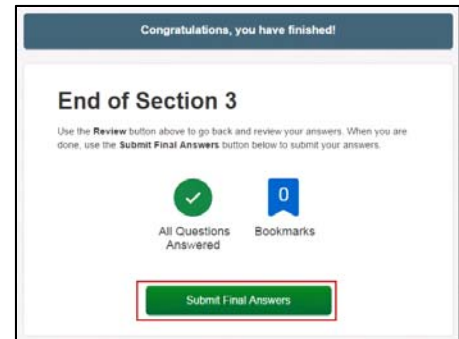 Congratulations, you have finished!
End of Section 3
Use the Review button above to go back and review your answers. When you are
done, use the Submit Final Answers button below to submit your answers.
0
All Questions
Answered
Bookmarks
Submit Final Answers